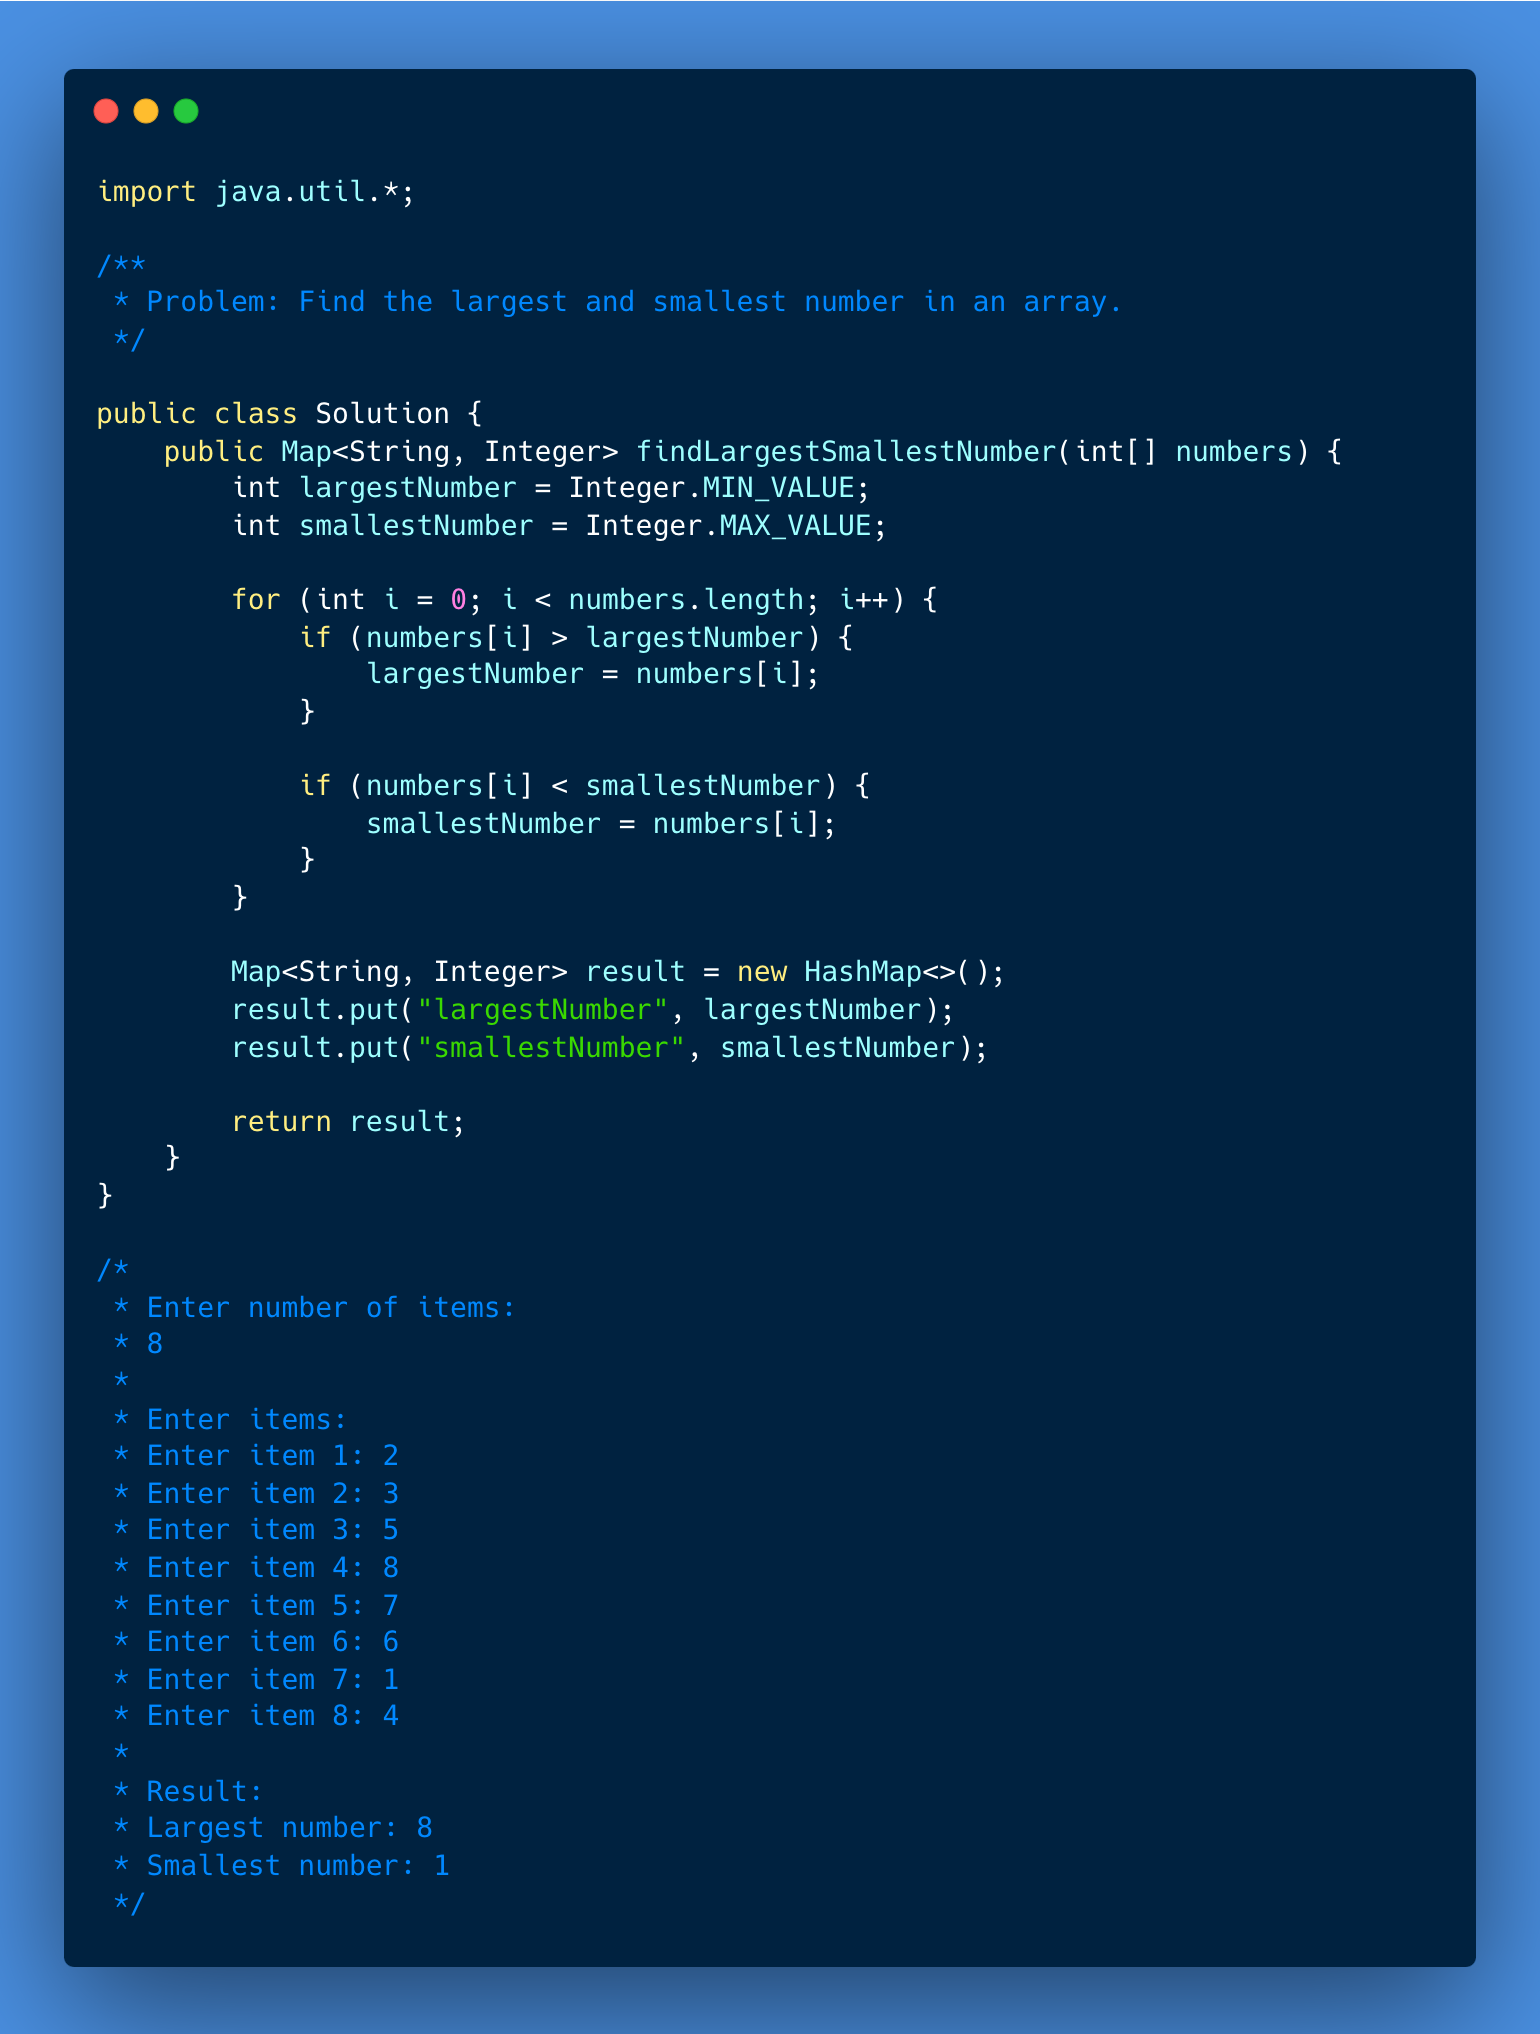 import java.util.*;

/**
 * Problem: Find the largest and smallest number in an array.
 */

public class Solution {
    public Map<String, Integer> findLargestSmallestNumber(int[] numbers) {
        int largestNumber = Integer.MIN_VALUE;
        int smallestNumber = Integer.MAX_VALUE;

        for (int i = 0; i < numbers.length; i++) {
            if (numbers[i] > largestNumber) {
                largestNumber = numbers[i];
            }

            if (numbers[i] < smallestNumber) {
                smallestNumber = numbers[i];
            }
        }

        Map<String, Integer> result = new HashMap<>();
        result.put("largestNumber", largestNumber);
        result.put("smallestNumber", smallestNumber);

        return result;
    }
}

/*
 * Enter number of items:
 * 8
 *
 * Enter items:
 * Enter item 1: 2
 * Enter item 2: 3
 * Enter item 3: 5
 * Enter item 4: 8
 * Enter item 5: 7
 * Enter item 6: 6
 * Enter item 7: 1
 * Enter item 8: 4
 *
 * Result:
 * Largest number: 8
 * Smallest number: 1
 */